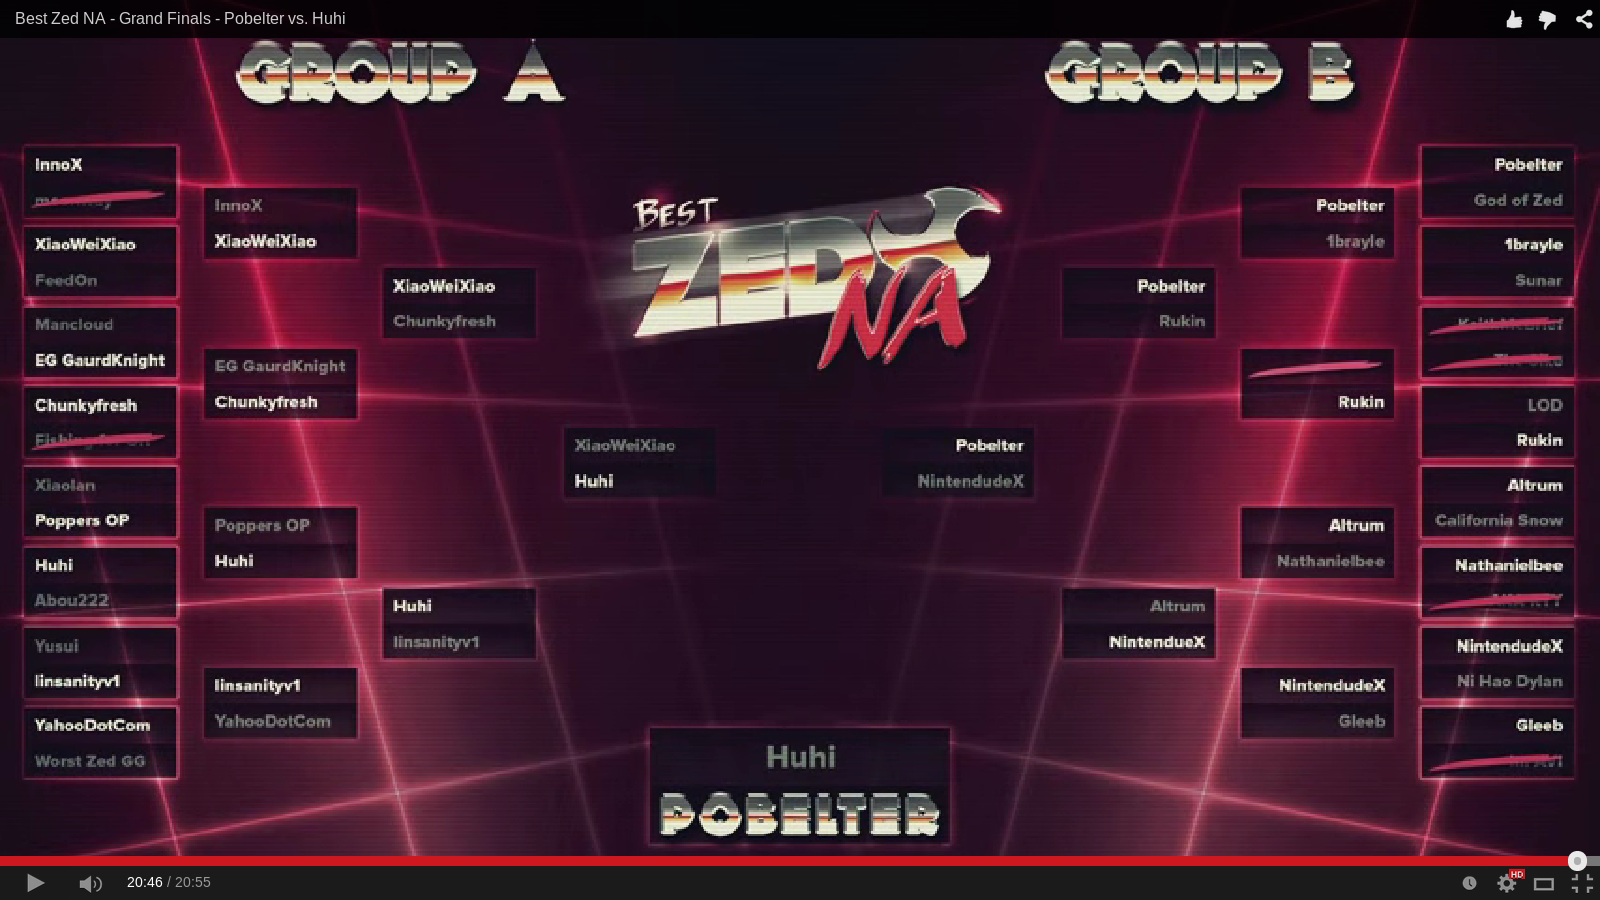 Best Zed NA - Grand Finals - Pobelter vs. Huhi
GROUP A
GROUP B
BEST
ZED
NA
InnoX
XiaoWeiXiao
FeedOn
Mancloud
EG GaurdKnight
Chunkyfresh
Xiaolan
Poppers OP
Huhi
Abou222
Yusui
Iinsanityv1
YahooDotCom
Worst Zed GG
InnoX
XiaoWeiXiao
EG GaurdKnight
Chunkyfresh
Poppers OP
Huhi
Iinsanityv1
YahooDotCom
XiaoWeiXiao
Chunkyfresh
Huhi
Iinsanityv1
XiaoWeiXiao
Huhi
Pobelter
NintendudeX
Pobelter
Rukin
Altrum
NintendueX
Pobelter
1brayle
Rukin
Altrum
Nathanielbee
NintendudeX
Gleeb
Pobelter
God of Zed
1brayle
Sunar
LOD
Rukin
Altrum
California Snow
Nathanielbee
NintendudeX
Ni Hao Dylan
Gleeb
Huhi
POBELTER
20:46 / 20:55
HD